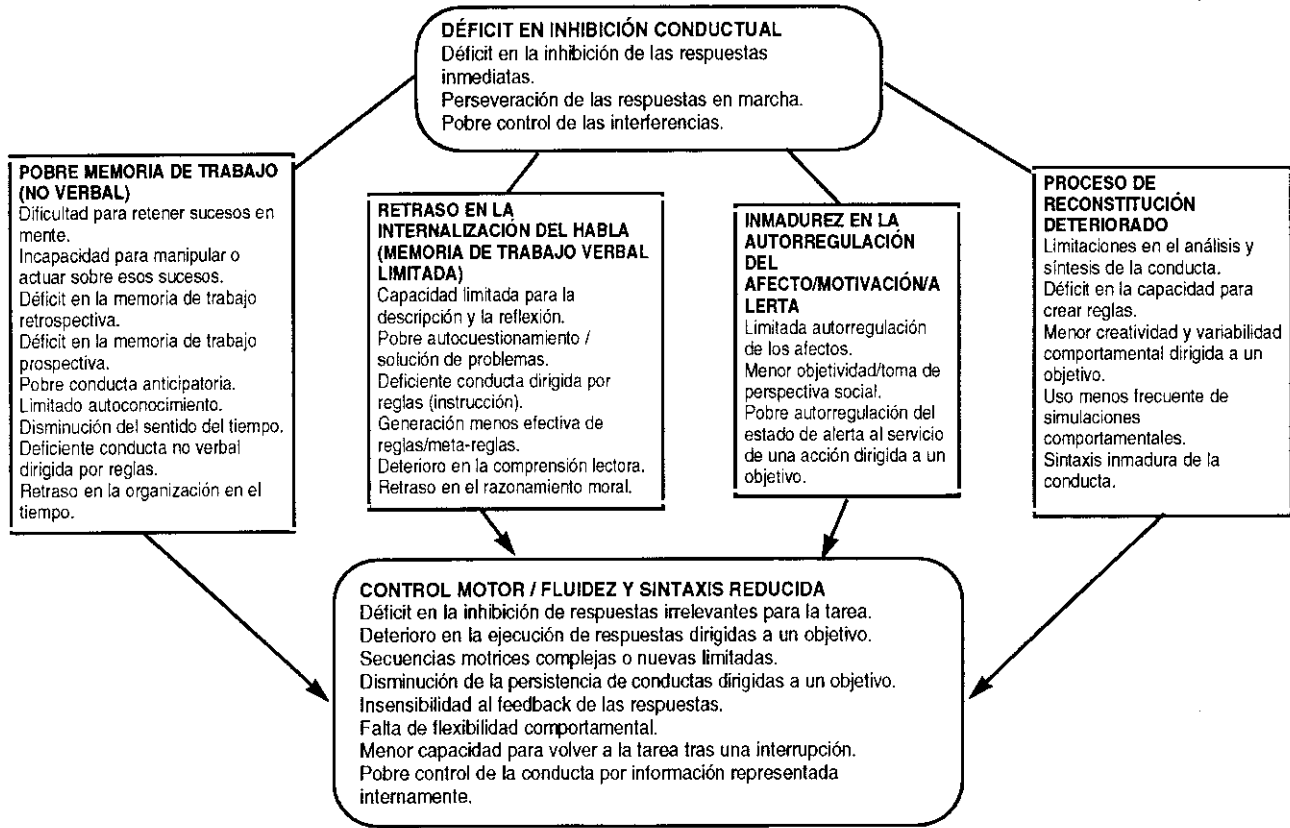 DÉFICIT EN INHIBICIÓN CONDUCTUAL
Déficit en la inhibición de las respuestas
inmediatas.
Perseveración de las respuestas en marcha.
Pobre control de las interferencias.
POBRE MEMORIA DE TRABAJO
(NO VERBAL)
Dificultad para retener sucesos en
mente.
Incapacidad para manipular o
actuar sobre esos sucesos.
Déficit en la memoria de trabajo
retrospectiva.
Déficit en la memoria de trabajo
prospectiva.
Pobre conducta anticipatoria.
Limitado autoconocimiento.
Disminución del sentido del tiempo.
Deficiente conducta no verbal
dirigida por reglas.
Retraso en la organización en el
tiempo.
RETRASO EN LA
INTERNALIZACIÓN DEL HABLA
(MEMORIA DE TRABAJO VERBAL
LIMITADA)
Capacidad limitada para la
descripción y la reflexión.
Pobre autocuestionamiento /
solución de problemas.
Deficiente conducta dirigida por
reglas (instrucción).
Generación menos efectiva de
reglas/meta-reglas.
Deterioro en la comprensión lectora.
Retraso en el razonamiento moral.
INMADUREZ EN LA
AUTORREGULACIÓN
DEL
AFECTO/MOTIVACIÓN/A
LERTA
Limitada autorregulación
de los afectos.
Menor objetividad/toma de
perspectiva social.
Pobre autorregulación del
estado de alerta al servicio
de una acción dirigida a un
objetivo.
PROCESO DE
RECONSTITUCIÓN
DETERIORADO
Limitaciones en el análisis y
síntesis de la conducta.
Déficit en la capacidad para
crear reglas.
Menor creatividad y variabilidad
comportamental dirigida a un
objetivo.
Uso menos frecuente de
simulaciones
comportamentales.
Sintaxis inmadura de la
conducta.
CONTROL MOTOR / FLUIDEZ Y SINTAXIS REDUCIDA
Déficit en la inhibición de respuestas irrelevantes para la tarea.
Deterioro en la ejecución de respuestas dirigidas a un objetivo.
Secuencias motrices complejas o nuevas limitadas.
Disminución de la persistencia de conductas dirigidas a un objetivo.
Insensibilidad al feedback de las respuestas.
Falta de flexibilidad comportamental.
Menor capacidad para volver a la tarea tras una interrupción.
Pobre control de la conducta por información representada
internamente.